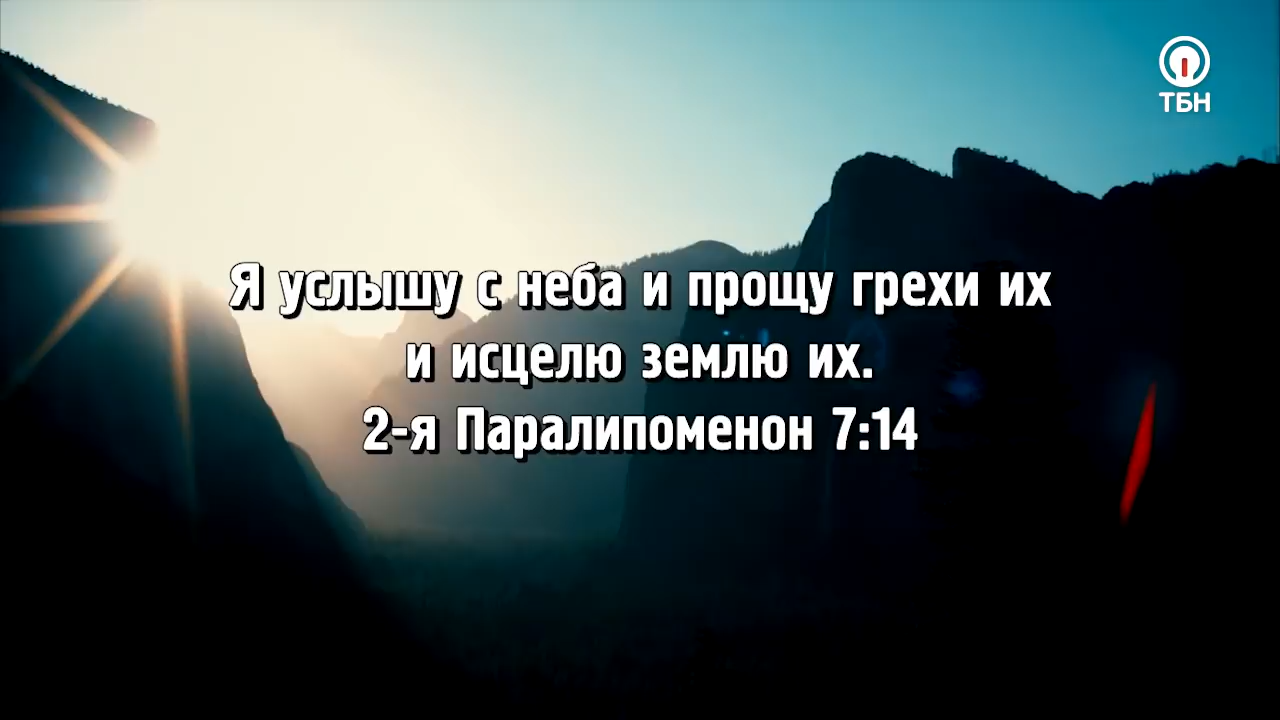 ТБН
Я услышу с неба и прощу грехи их
и исцелю землю их.
2-я Паралипоменон 7:14